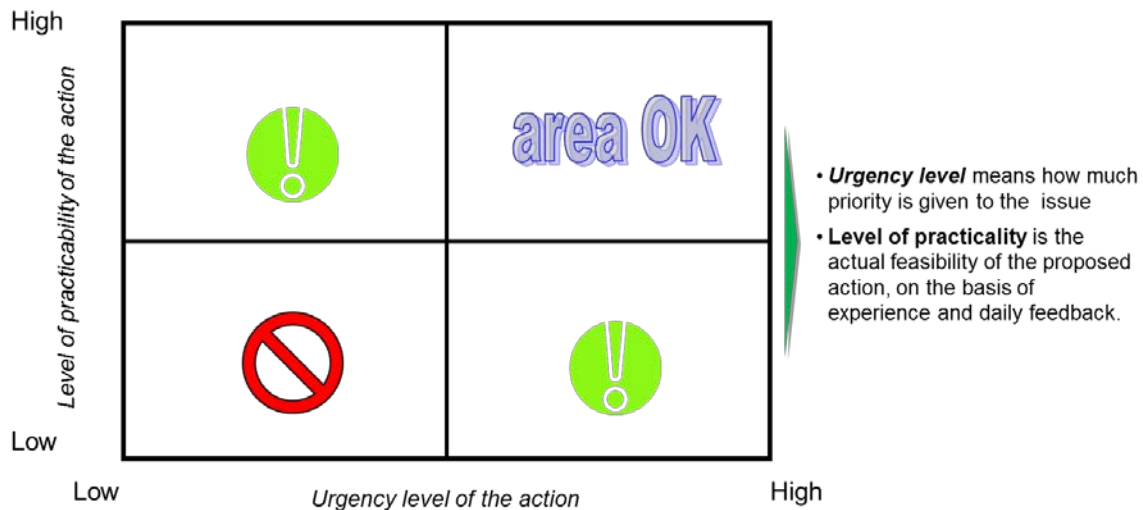 High
Level of practicability of the action
area OK
Low
Low
Urgency level of the action
High
• Urgency level means how much
priority is given to the issue
• Level of practicality is the
actual feasibility of the proposed
action, on the basis of
experience and daily feedback.